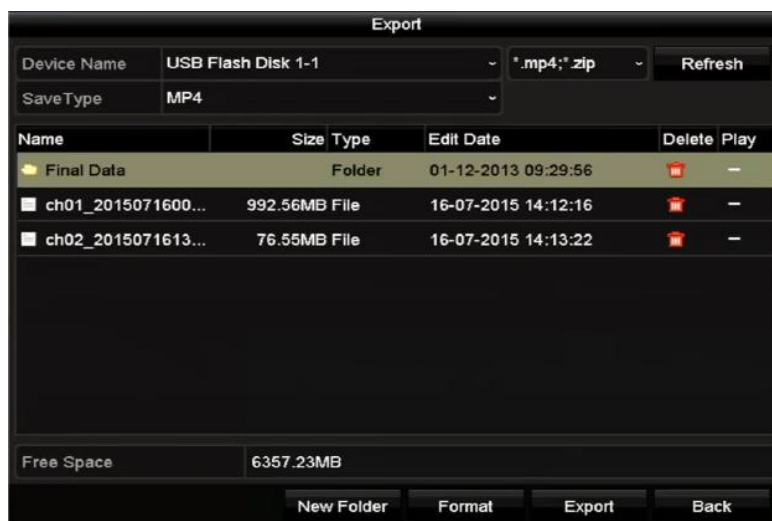 Export
Device Name USB Flash Disk 1-1 *.mp4;*.zip Refresh
SaveType MP4
Name Size Type Edit Date Delete Play
Final Data Folder 01-12-2013 09:29:56 –
ch01_2015071600... 992.56MB File 16-07-2015 14:12:16 –
ch02_2015071613... 76.55MB File 16-07-2015 14:13:22 –
Free Space 6357.23MB
New Folder Format Export Back